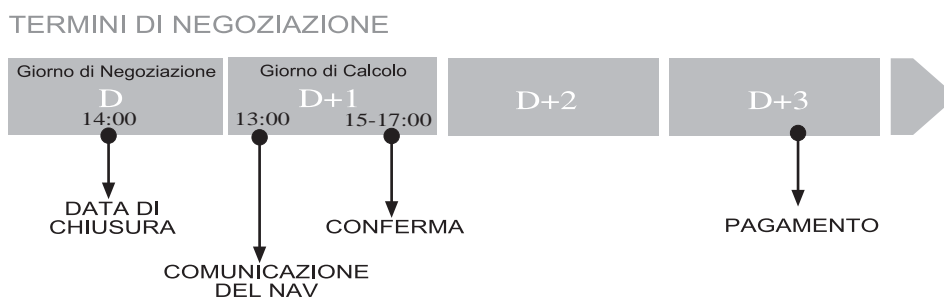 TERMINI DI NEGOZIAZIONE
Giorno di Negoziazione
Giorno di Calcolo
D
D+1
D+2
D+3
14:00
13:00
15-17:00
DATA DI
CHIUSURA
CONFERMA
PAGAMENTO
COMUNICAZIONE
DEL NAV